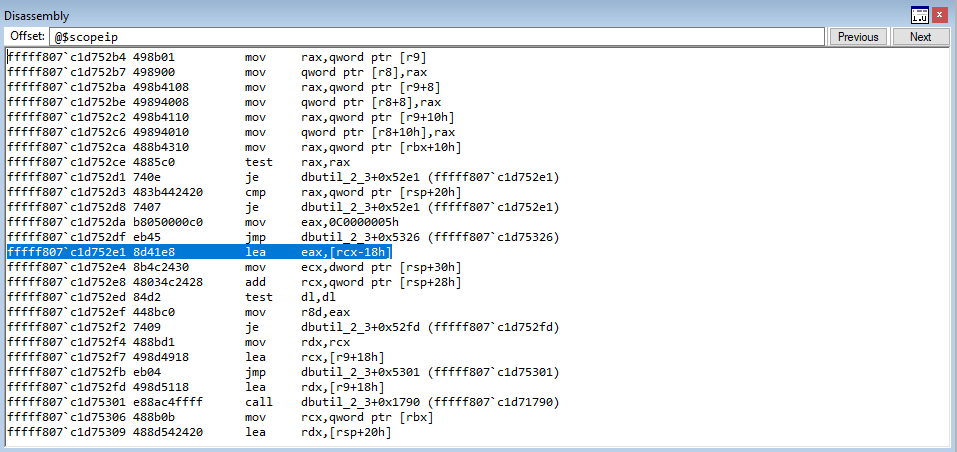 Disassembly
Offset: @$scopeip Previous Next
fffff807`c1d752b4 498b01 mov rax,qword ptr [r9]
fffff807`c1d752b7 498900 mov qword ptr [r8],rax
fffff807`c1d752ba 498b4108 mov rax,qword ptr [r9+8]
fffff807`c1d752be 49894008 mov qword ptr [r8+8],rax
fffff807`c1d752c2 498b4110 mov rax,qword ptr [r9+10h]
fffff807`c1d752c6 49894010 mov qword ptr [r8+10h],rax
fffff807`c1d752ca 488b4310 mov rax,qword ptr [rbx+10h]
fffff807`c1d752ce 4885c0 test rax,rax
fffff807`c1d752d1 740e je dbutil_2_3+0x52e1 (fffff807`c1d752e1)
fffff807`c1d752d3 483b442420 cmp rax,qword ptr [rsp+20h]
fffff807`c1d752d8 7407 je dbutil_2_3+0x52e1 (fffff807`c1d752e1)
fffff807`c1d752da b8050000c0 mov eax,0C0000005h
fffff807`c1d752df eb45 jmp dbutil_2_3+0x5326 (fffff807`c1d75326)
fffff807`c1d752e1 8d41e8 lea eax,[rcx-18h]
fffff807`c1d752e4 8b4c2430 mov ecx,dword ptr [rsp+30h]
fffff807`c1d752e8 48034c2428 add rcx,qword ptr [rsp+28h]
fffff807`c1d752ed 84d2 test dl,dl
fffff807`c1d752ef 448bc0 mov r8d,eax
fffff807`c1d752f2 7409 je dbutil_2_3+0x52fd (fffff807`c1d752fd)
fffff807`c1d752f4 488bd1 mov rdx,rcx
fffff807`c1d752f7 498d4918 lea rcx,[r9+18h]
fffff807`c1d752fb eb04 jmp dbutil_2_3+0x5301 (fffff807`c1d75301)
fffff807`c1d752fd 498d5118 lea rdx,[r9+18h]
fffff807`c1d75301 e88ac4ffff call dbutil_2_3+0x1790 (fffff807`c1d71790)
fffff807`c1d75306 488b0b mov rcx,qword ptr [rbx]
fffff807`c1d75309 488d542420 lea rdx,[rsp+20h]